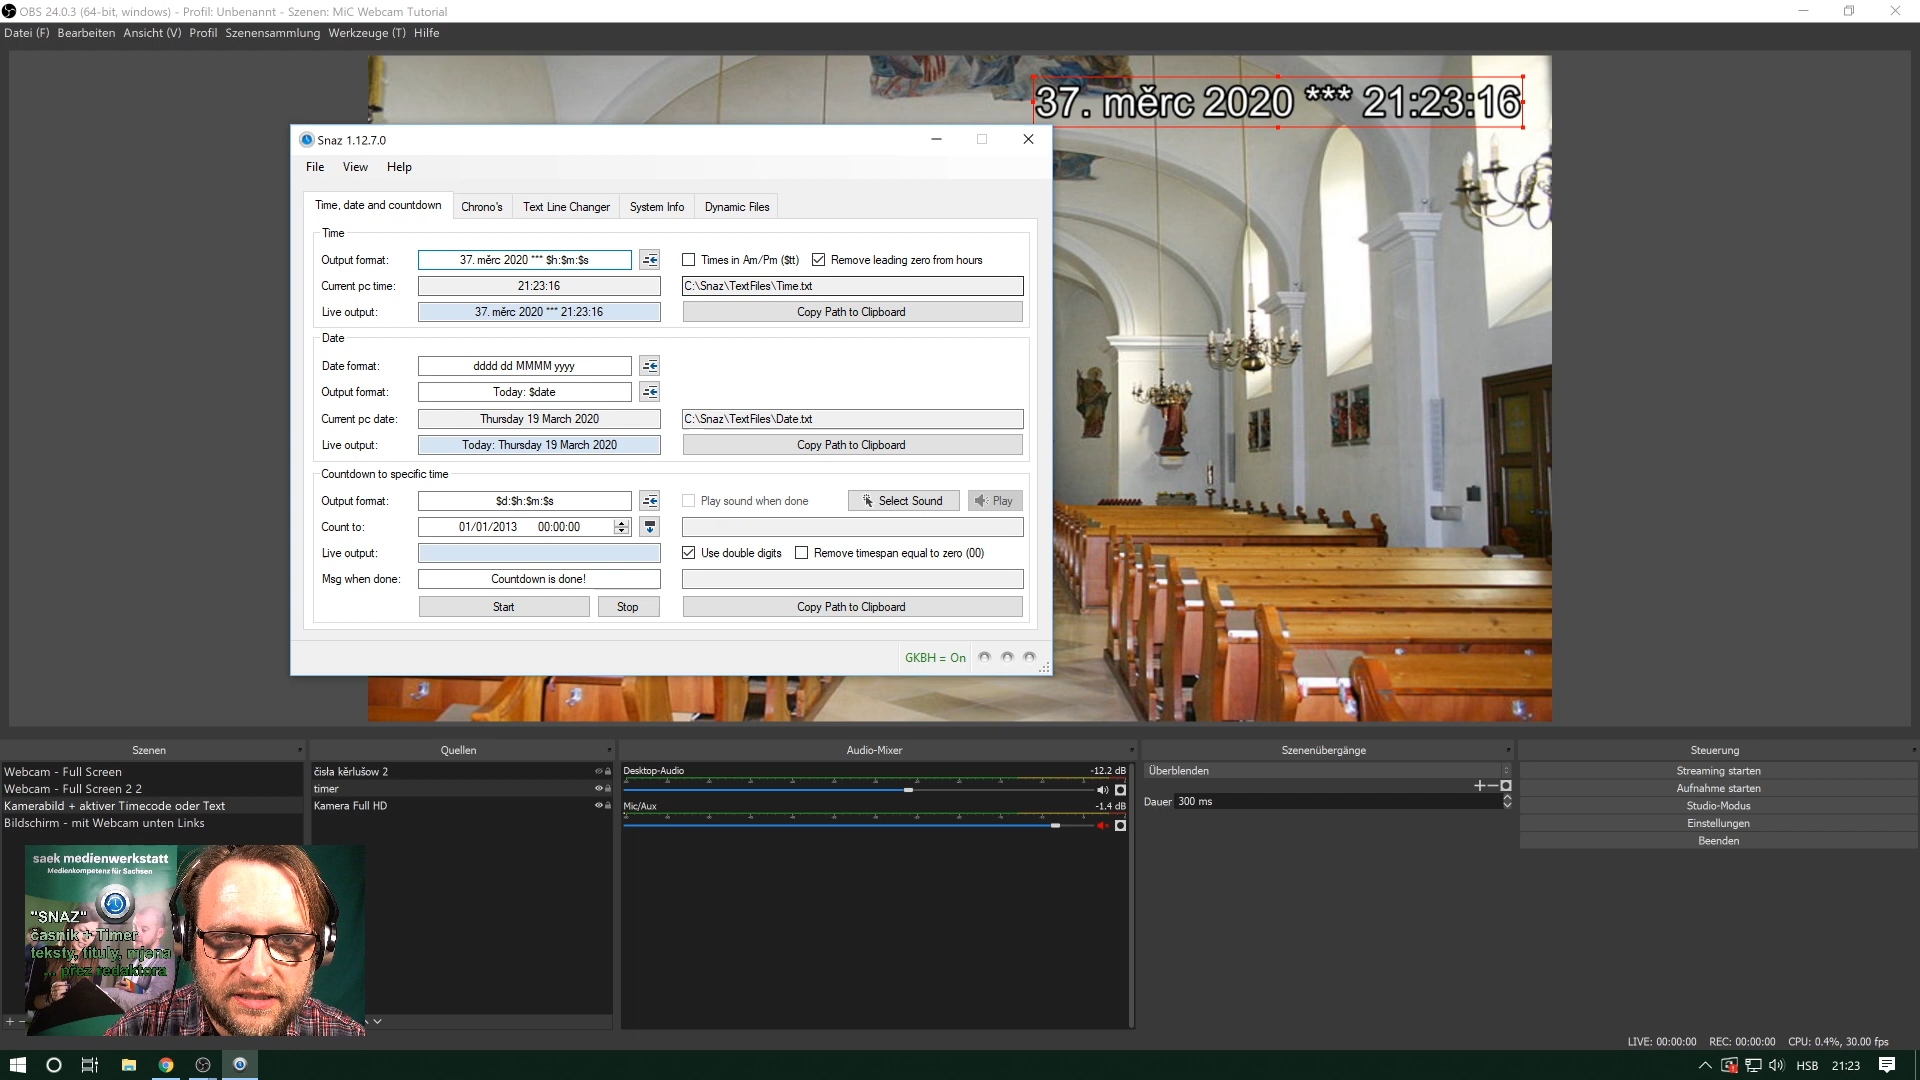 OBS 24.0.3 (64-bit, windows) - Profil: Unbenannt - Szenen: MiC Webcam Tutorial
Datei (F) Bearbeiten Ansicht (V) Profil Szenensammlung Werkzeuge (T) Hilfe
37. měrc 2020 *** 21:23:16
Snaz 1.12.7.0
File View Help
Time, date and countdown Chrono's Text Line Changer System Info Dynamic Files
Time
Output format: 37. měrc 2020 *** $h:$m:$s Times in Am/Pm ($tt) Remove leading zero from hours
Current pc time: 21:23:16 C:\Snaz\TextFiles\Time.txt
Live output: 37. měrc 2020 *** 21:23:16 Copy Path to Clipboard
Date
Date format: dddd dd MMMM yyyy
Output format: Today: $date
Current pc date: Thursday 19 March 2020 C:\Snaz\TextFiles\Date.txt
Live output: Today: Thursday 19 March 2020 Copy Path to Clipboard
Countdown to specific time
Output format: $d:$h:$m:$s Play sound when done Select Sound Play
Count to: 01/01/2013 00:00:00
Live output: Use double digits Remove timespan equal to zero (00)
Msg when done: Countdown is done!
Start Stop Copy Path to Clipboard
GKBH = On
Szenen Quellen Audio-Mixer Szenenübergänge Steuerung
Webcam - Full Screen
Webcam - Full Screen 2 2
Kamerabild + aktiver Timecode oder Text
Bildschirm - mit Webcam unten Links
čisła kěrlušow 2
timer
Kamera Full HD
Desktop-Audio -12.2 dB
Mic/Aux -1.4 dB
Überblenden
Dauer 300 ms
Streaming starten
Aufnahme starten
Studio-Modus
Einstellungen
Beenden
saek medienwerkstatt
Medienkompetenz für Sachsen
"SNAZ"
časnik + Timer
teksty, tituly, mjena
... přez redaktora
LIVE: 00:00:00 REC: 00:00:00 CPU: 0.4%, 30.00 fps
HSB 21:23